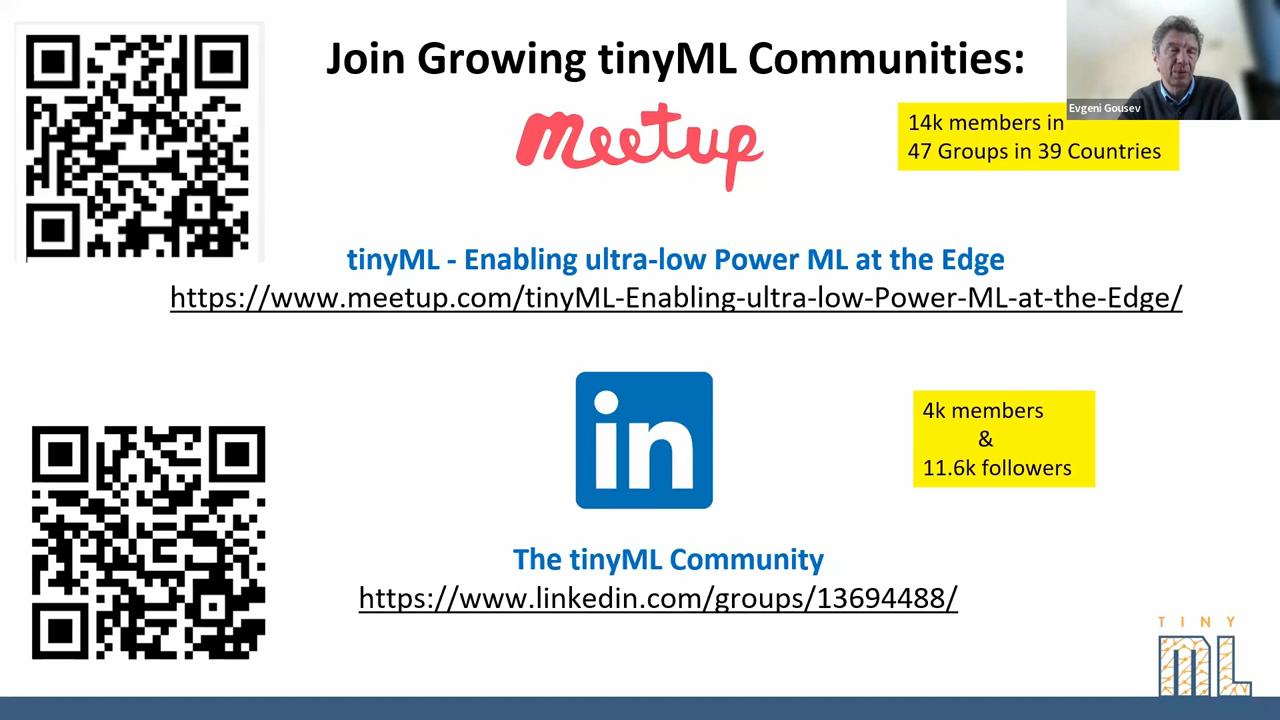 Join Growing tinyML Communities:
Evgeni Gousev
meetup
14k members in
47 Groups in 39 Countries
tinyML - Enabling ultra-low Power ML at the Edge
https://www.meetup.com/tinyML-Enabling-ultra-low-Power-ML-at-the-Edge/
in
4k members
&
11.6k followers
The tinyML Community
https://www.linkedin.com/groups/13694488/
TINY
ML